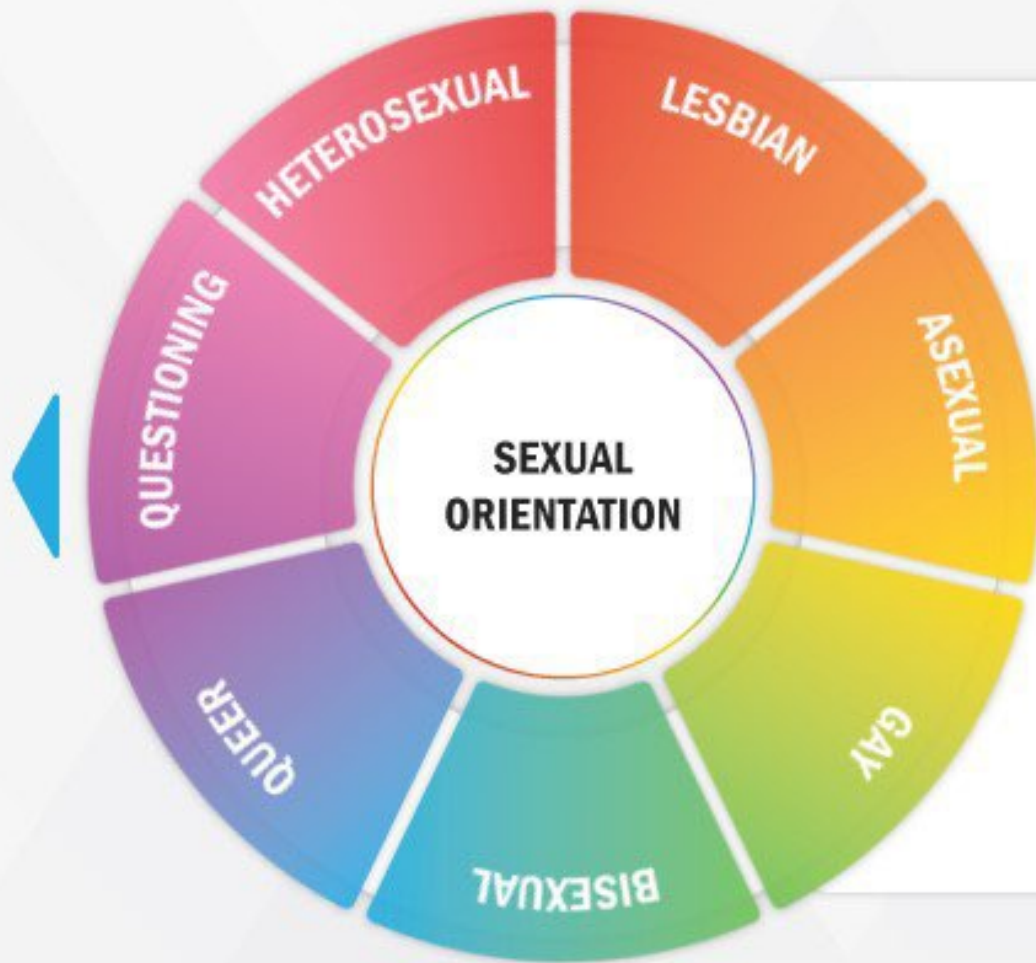 HETEROSEXUAL
LESBIAN
ASEXUAL
GAY
BISEXUAL
QUEER
QUESTIONING
SEXUAL
ORIENTATION